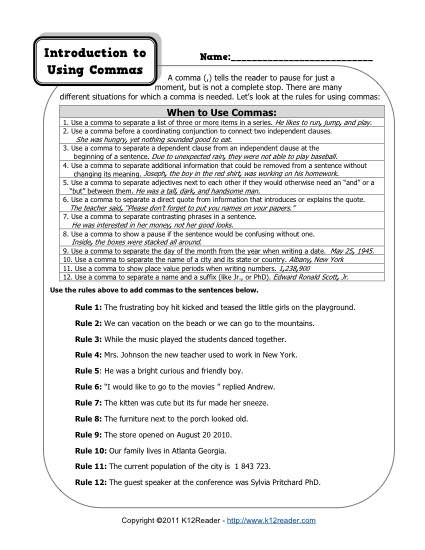 Introduction to
Using Commas
Name:____________________________
A comma (,) tells the reader to pause for just a
moment, but is not a complete stop. There are many
different situations for which a comma is needed. Let's look at the rules for using commas:
When to Use Commas:
1. Use a comma to separate a list of three or more items in a series. He likes to run, jump, and play.
2. Use a comma before a coordinating conjunction to connect two independent clauses.
She was hungry, yet nothing sounded good to eat.
3. Use a comma to separate a dependent clause from an independent clause at the
beginning of a sentence. Due to unexpected rain, they were not able to play baseball.
4. Use a comma to separate additional information that could be removed from a sentence without
changing its meaning. Joseph, the boy in the red shirt, was working on his homework.
5. Use a comma to separate adjectives next to each other if they would otherwise need an "and" or a
"but" between them. He was a tall, dark, and handsome man.
6. Use a comma to separate a direct quote from information that introduces or explains the quote.
The teacher said, "Please don't forget to put you names on your papers."
7. Use a comma to separate contrasting phrases in a sentence.
He was interested in her money, not her good looks.
8. Use a comma to show a pause if the sentence would be confusing without one.
Inside, the boxes were stacked all around.
9. Use a comma to separate the day of the month from the year when writing a date. May 25, 1945.
10. Use a comma to separate the name of a city and its state or country. Albany, New York
11. Use a comma to show place value periods when writing numbers. 1,238,900
12. Use a comma to separate a name and a suffix (like Jr., or PhD). Edward Ronald Scott, Jr.
Use the rules above to add commas to the sentences below.
Rule 1: The frustrating boy hit kicked and teased the little girls on the playground.
Rule 2: We can vacation on the beach or we can go to the mountains.
Rule 3: While the music played the students danced together.
Rule 4: Mrs. Johnson the new teacher used to work in New York.
Rule 5: He was a bright curious and friendly boy.
Rule 6: "I would like to go to the movies " replied Andrew.
Rule 7: The kitten was cute but its fur made her sneeze.
Rule 8: The furniture next to the porch looked old.
Rule 9: The store opened on August 20 2010.
Rule 10: Our family lives in Atlanta Georgia.
Rule 11: The current population of the city is 1 843 723.
Rule 12: The guest speaker at the conference was Sylvia Pritchard PhD.
Copyright ©2011 K12Reader - http://www.k12reader.com